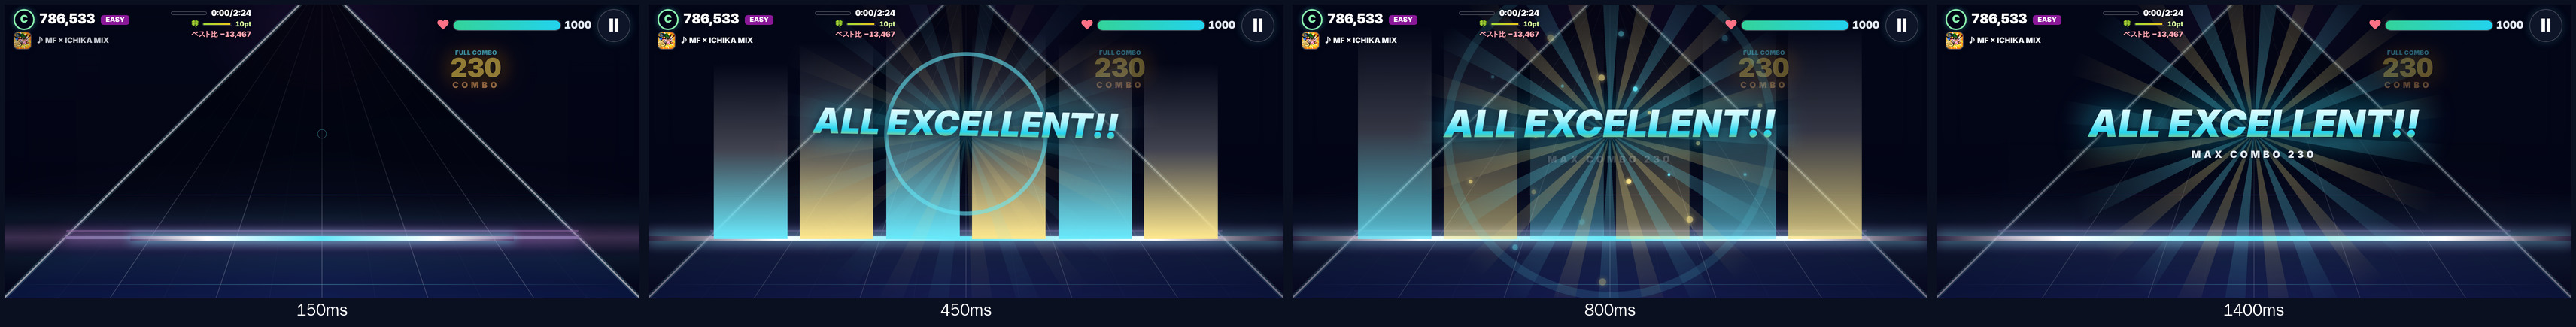 C 786,533 EASY
♪ MF × ICHIKA MIX
0:00/2:24
10pt
ベスト比 −13,467
1000
FULL COMBO
230
COMBO
150ms
C 786,533 EASY
♪ MF × ICHIKA MIX
0:00/2:24
10pt
ベスト比 −13,467
1000
FULL COMBO
230
COMBO
ALL EXCELLENT!!
450ms
C 786,533 EASY
♪ MF × ICHIKA MIX
0:00/2:24
10pt
ベスト比 −13,467
1000
FULL COMBO
230
COMBO
ALL EXCELLENT!!
MAX COMBO 230
800ms
C 786,533 EASY
♪ MF × ICHIKA MIX
0:00/2:24
10pt
ベスト比 −13,467
1000
FULL COMBO
230
COMBO
ALL EXCELLENT!!
MAX COMBO 230
1400ms